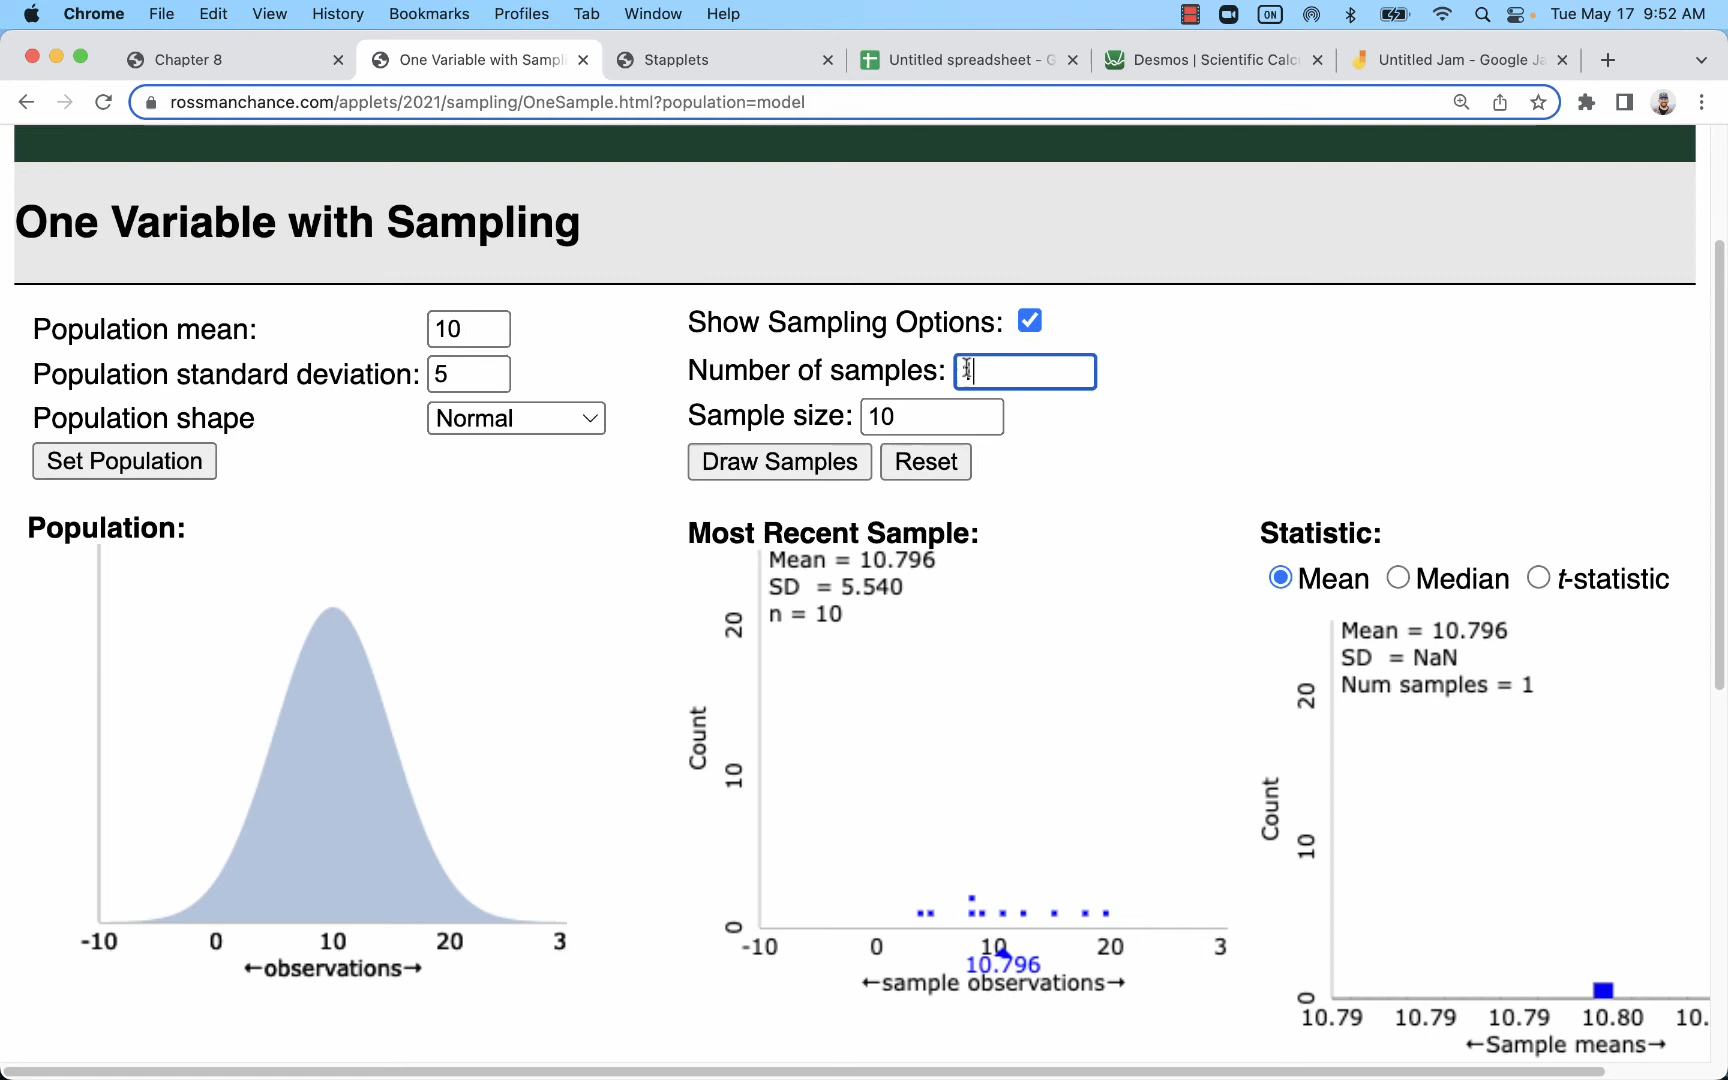 Chrome File Edit View History Bookmarks Profiles Tab Window Help ON Tue May 17 9:52 AM
Chapter 8 One Variable with Sampli Stapplets Untitled spreadsheet - G Desmos | Scientific Calc Untitled Jam - Google Ja
rossmanchance.com/applets/2021/sampling/OneSample.html?population=model
One Variable with Sampling
Population mean: 10
Population standard deviation: 5
Population shape Normal
Set Population
Show Sampling Options:
Number of samples:
Sample size: 10
Draw Samples Reset
Population:
-10 0 10 20 3
←observations→
Most Recent Sample:
Mean = 10.796
SD = 5.540
n = 10
20
10
0
Count
-10 0 10 20 3
10.796
←sample observations→
Statistic:
Mean Median t-statistic
Mean = 10.796
SD = NaN
Num samples = 1
20
10
0
Count
10.79 10.79 10.79 10.80 10.
←Sample means→